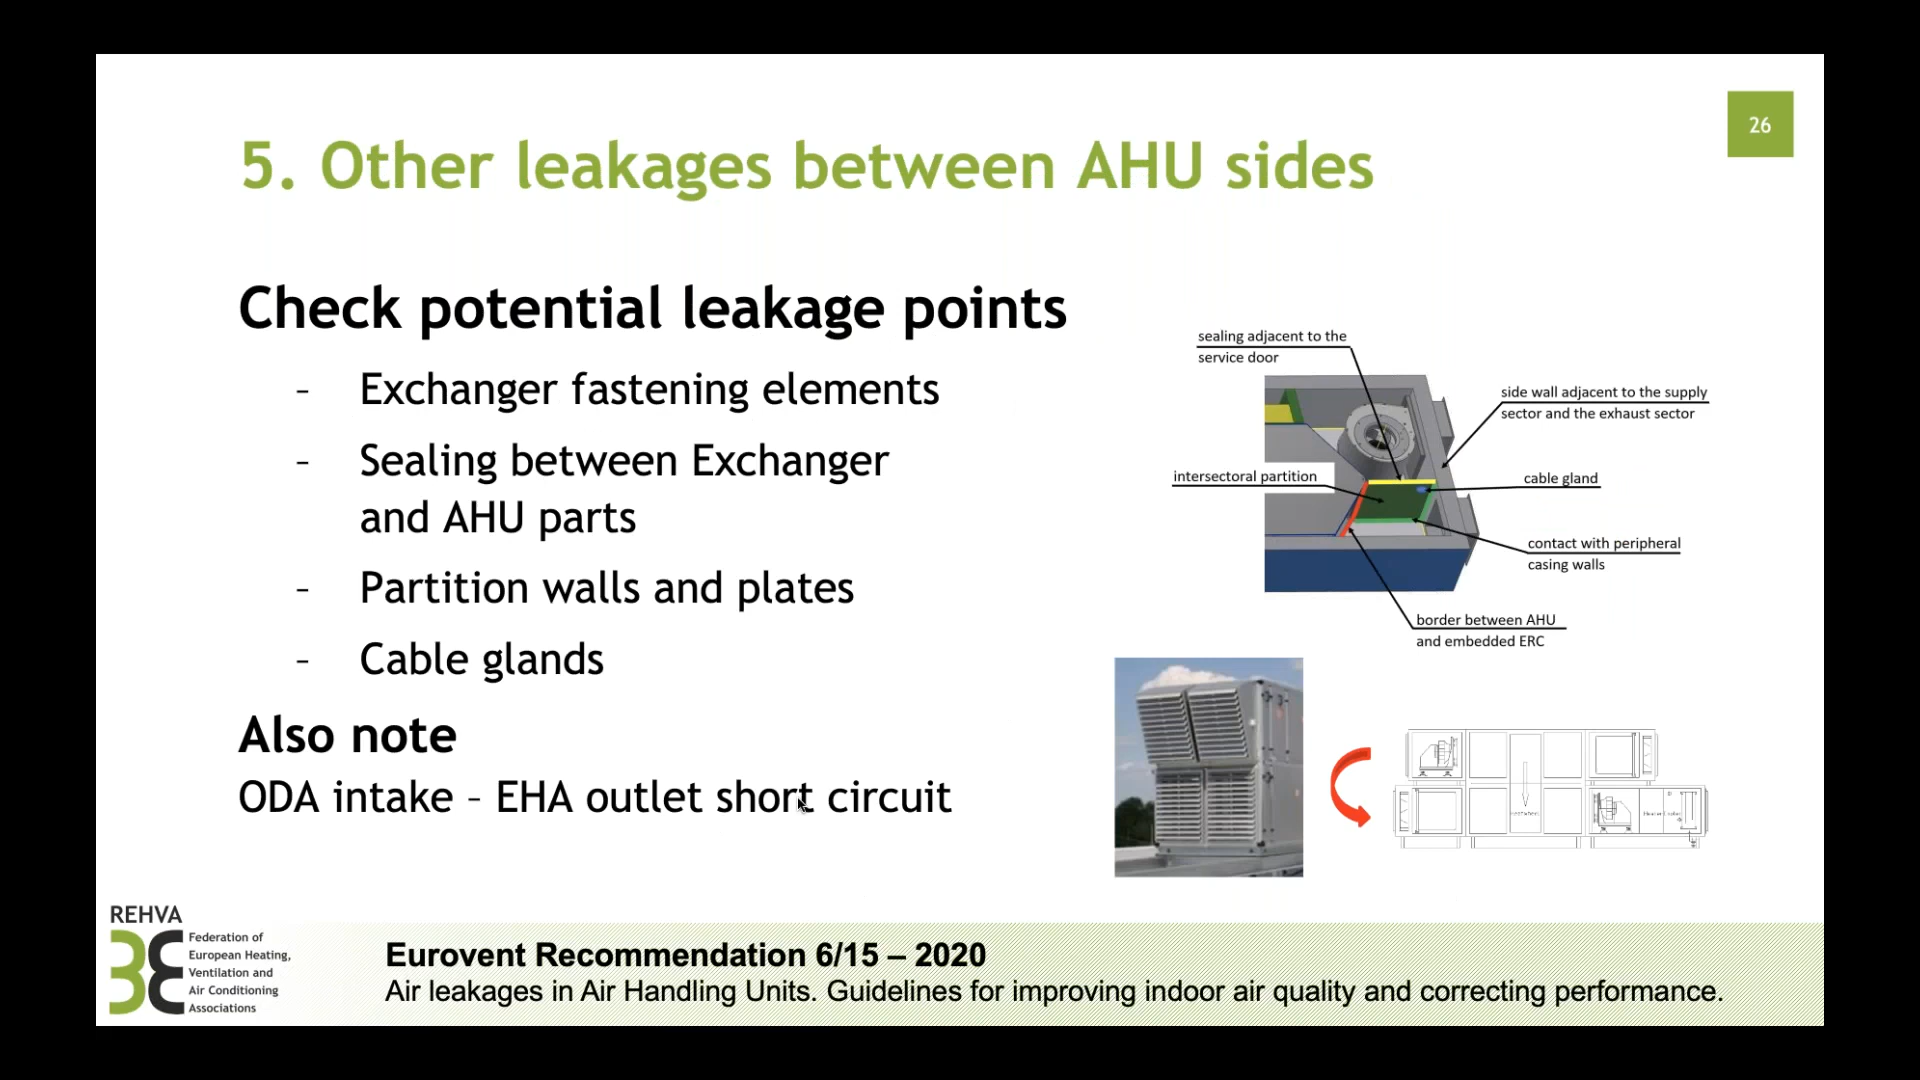 26
5. Other leakages between AHU sides
Check potential leakage points
- Exchanger fastening elements
- Sealing between Exchanger
and AHU parts
- Partition walls and plates
- Cable glands
Also note
ODA intake – EHA outlet short circuit
sealing adjacent to the
service door
side wall adjacent to the supply
sector and the exhaust sector
intersectoral partition
cable gland
contact with peripheral
casing walls
border between AHU
and embedded ERC
REHVA
Federation of
European Heating,
Ventilation and
Air Conditioning
Associations
Eurovent Recommendation 6/15 – 2020
Air leakages in Air Handling Units. Guidelines for improving indoor air quality and correcting performance.